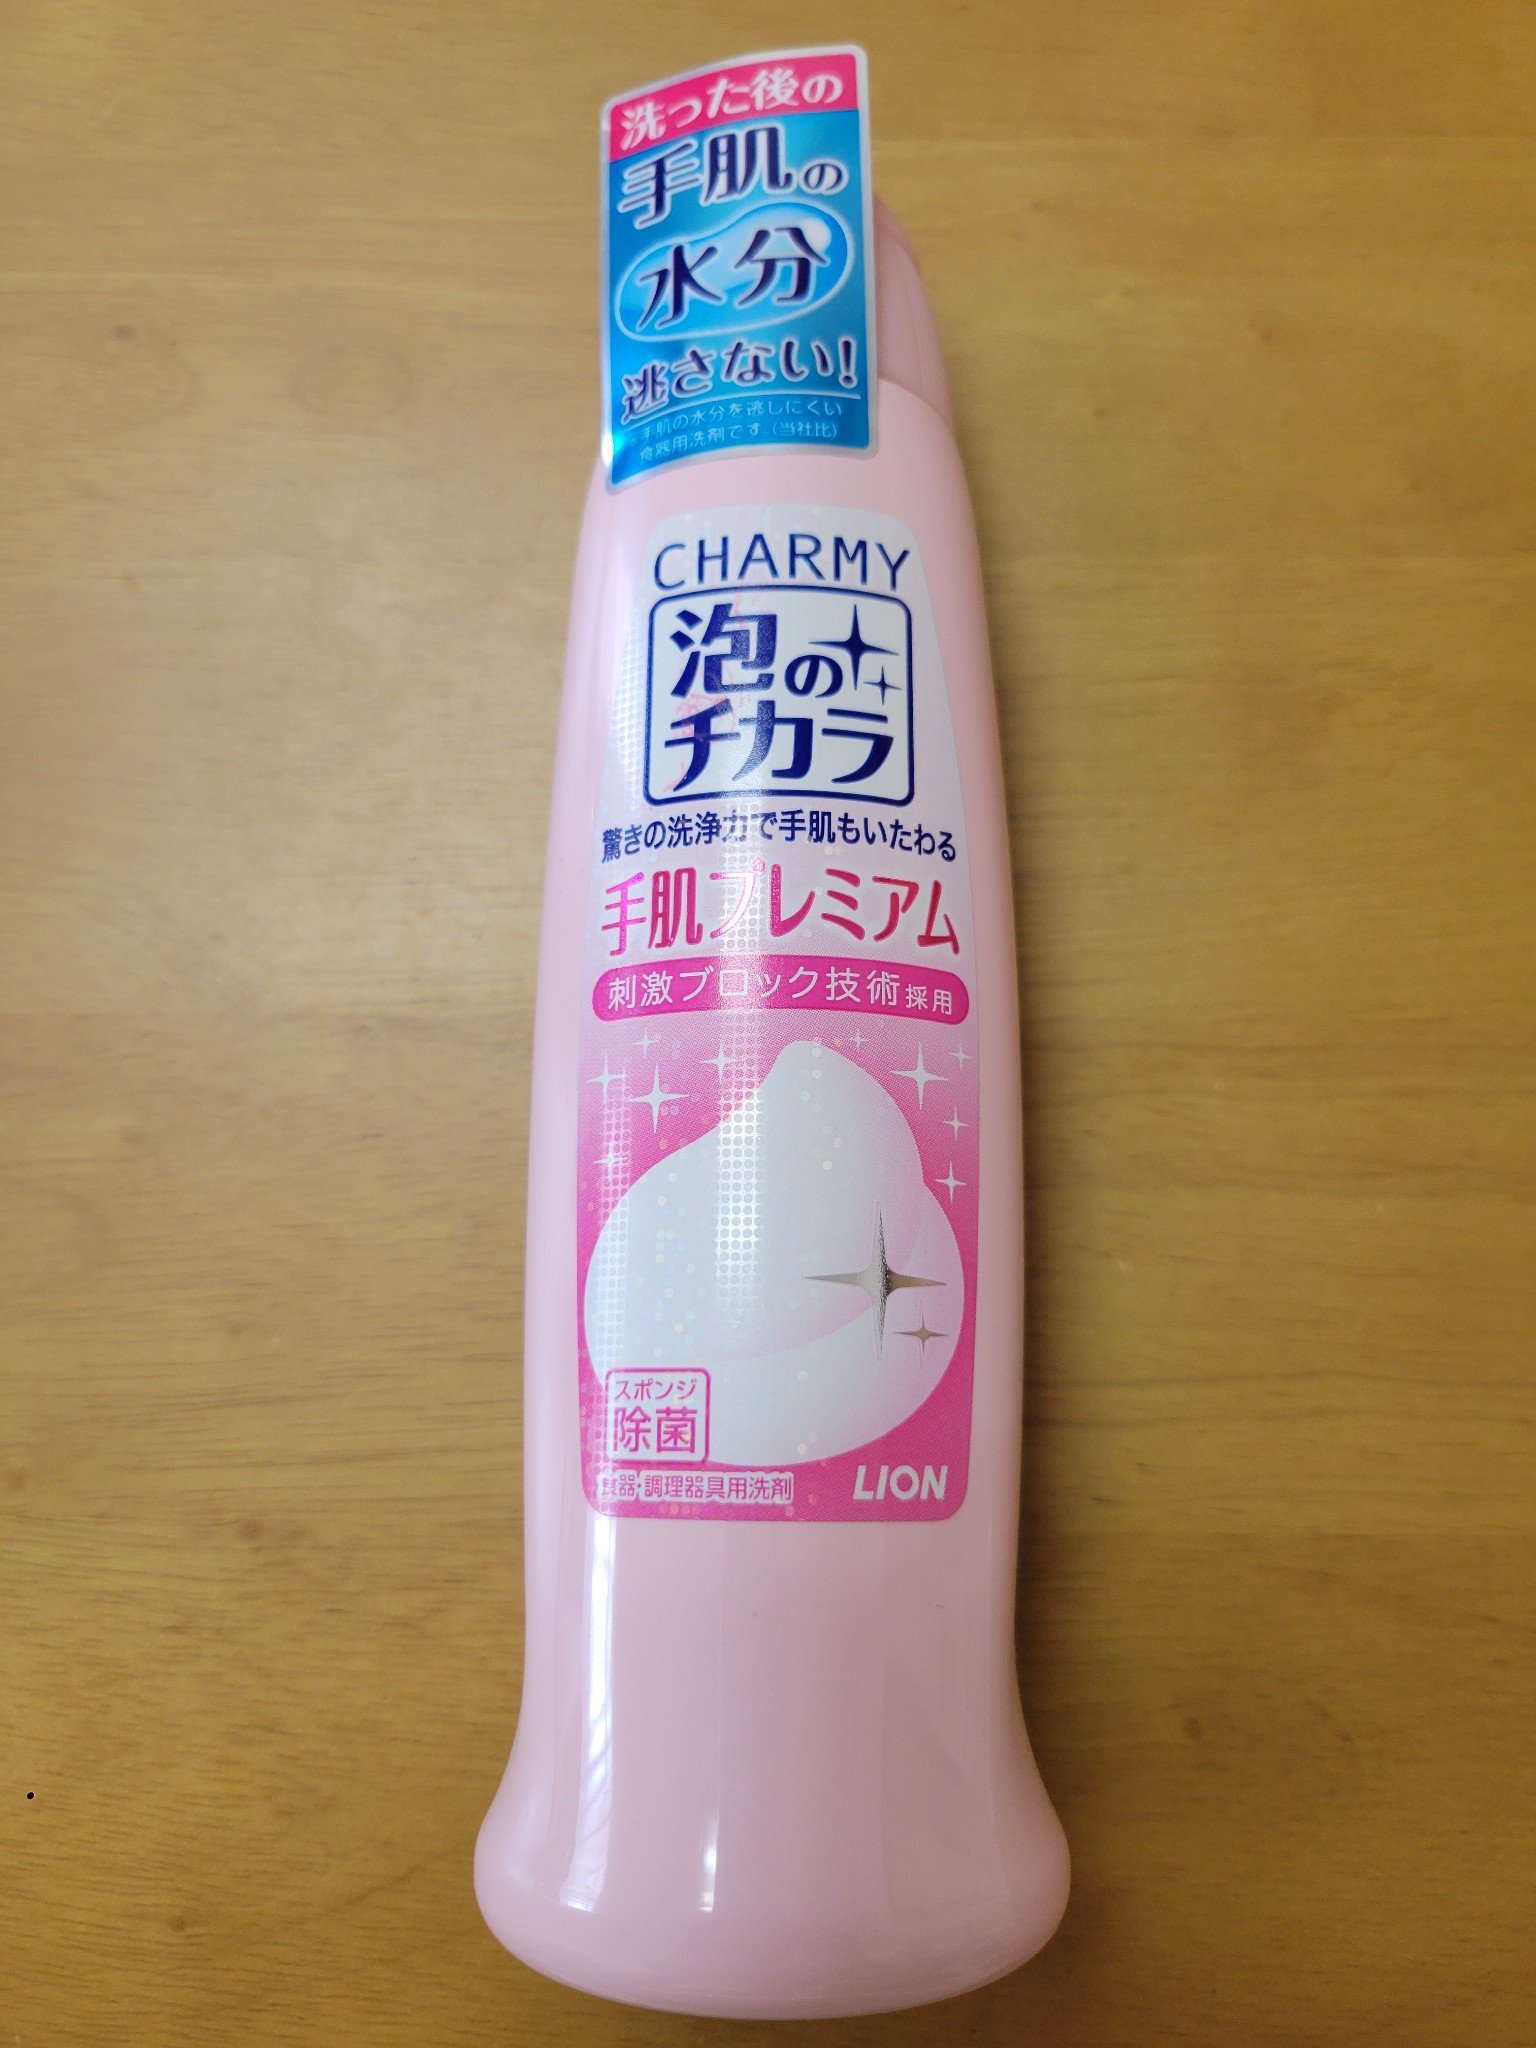 洗った後の
手肌の
水分
逃さない!
※手肌の水分を逃しにくい
食器用洗剤です。(当社比)
CHARMY
泡の
チカラ
驚きの洗浄力で手肌もいたわる
手肌プレミアム
刺激ブロック技術採用
スポンジ
除菌
食器・調理器具用洗剤
LION